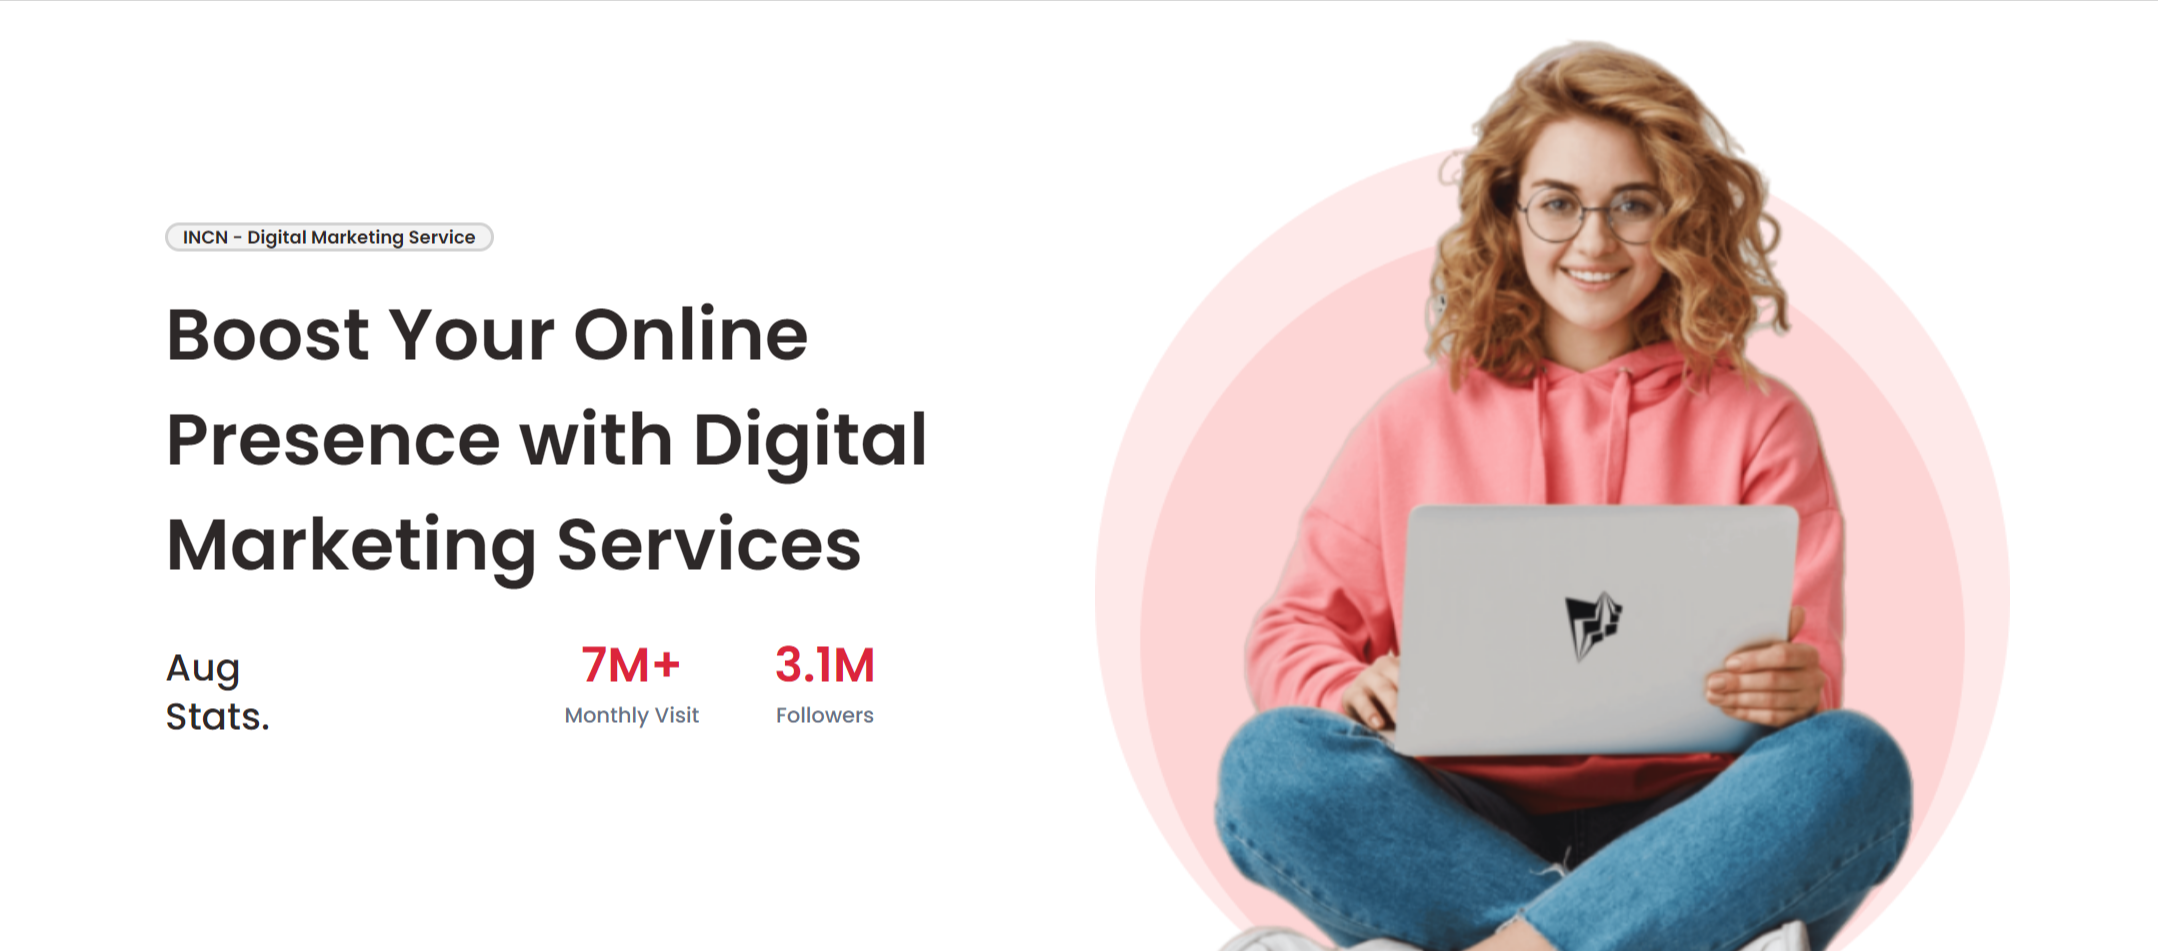 INCN - Digital Marketing Service
Boost Your Online
Presence with Digital
Marketing Services
Aug
Stats.
7M+
Monthly Visit
3.1M
Followers